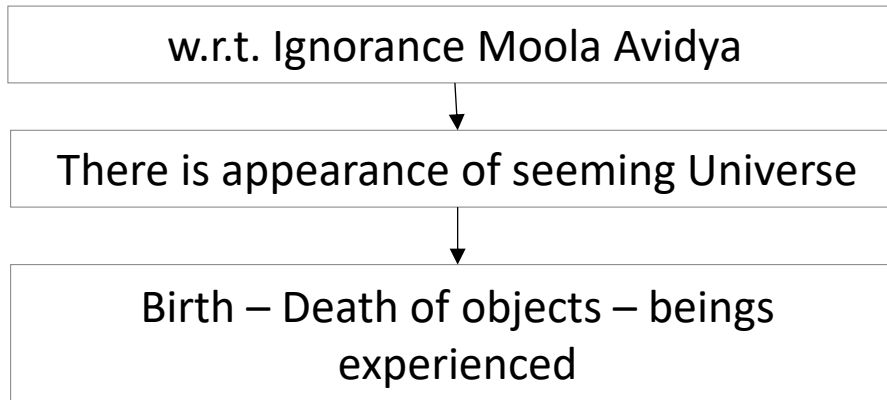 w.r.t. Ignorance Moola Avidya
There is appearance of seeming Universe
Birth – Death of objects – beings
experienced